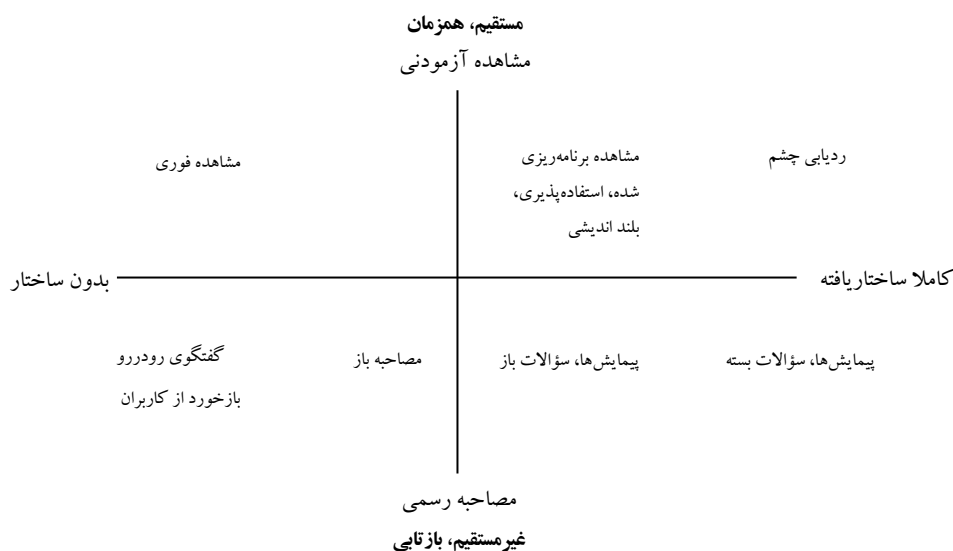 مستقیم، همزمان
مشاهده آزمودنی
ردیابی چشم
مشاهده برنامه‌ریزی
شده، استفاده‌پذیری،
بلند اندیشی
مشاهده فوری
کاملا ساختاریافته
بدون ساختار
پیمایش‌ها، سؤالات بسته
پیمایش‌ها، سؤالات باز
مصاحبه باز
گفتگوی رودررو
بازخورد از کاربران
مصاحبه رسمی
غیرمستقیم، بازتابی